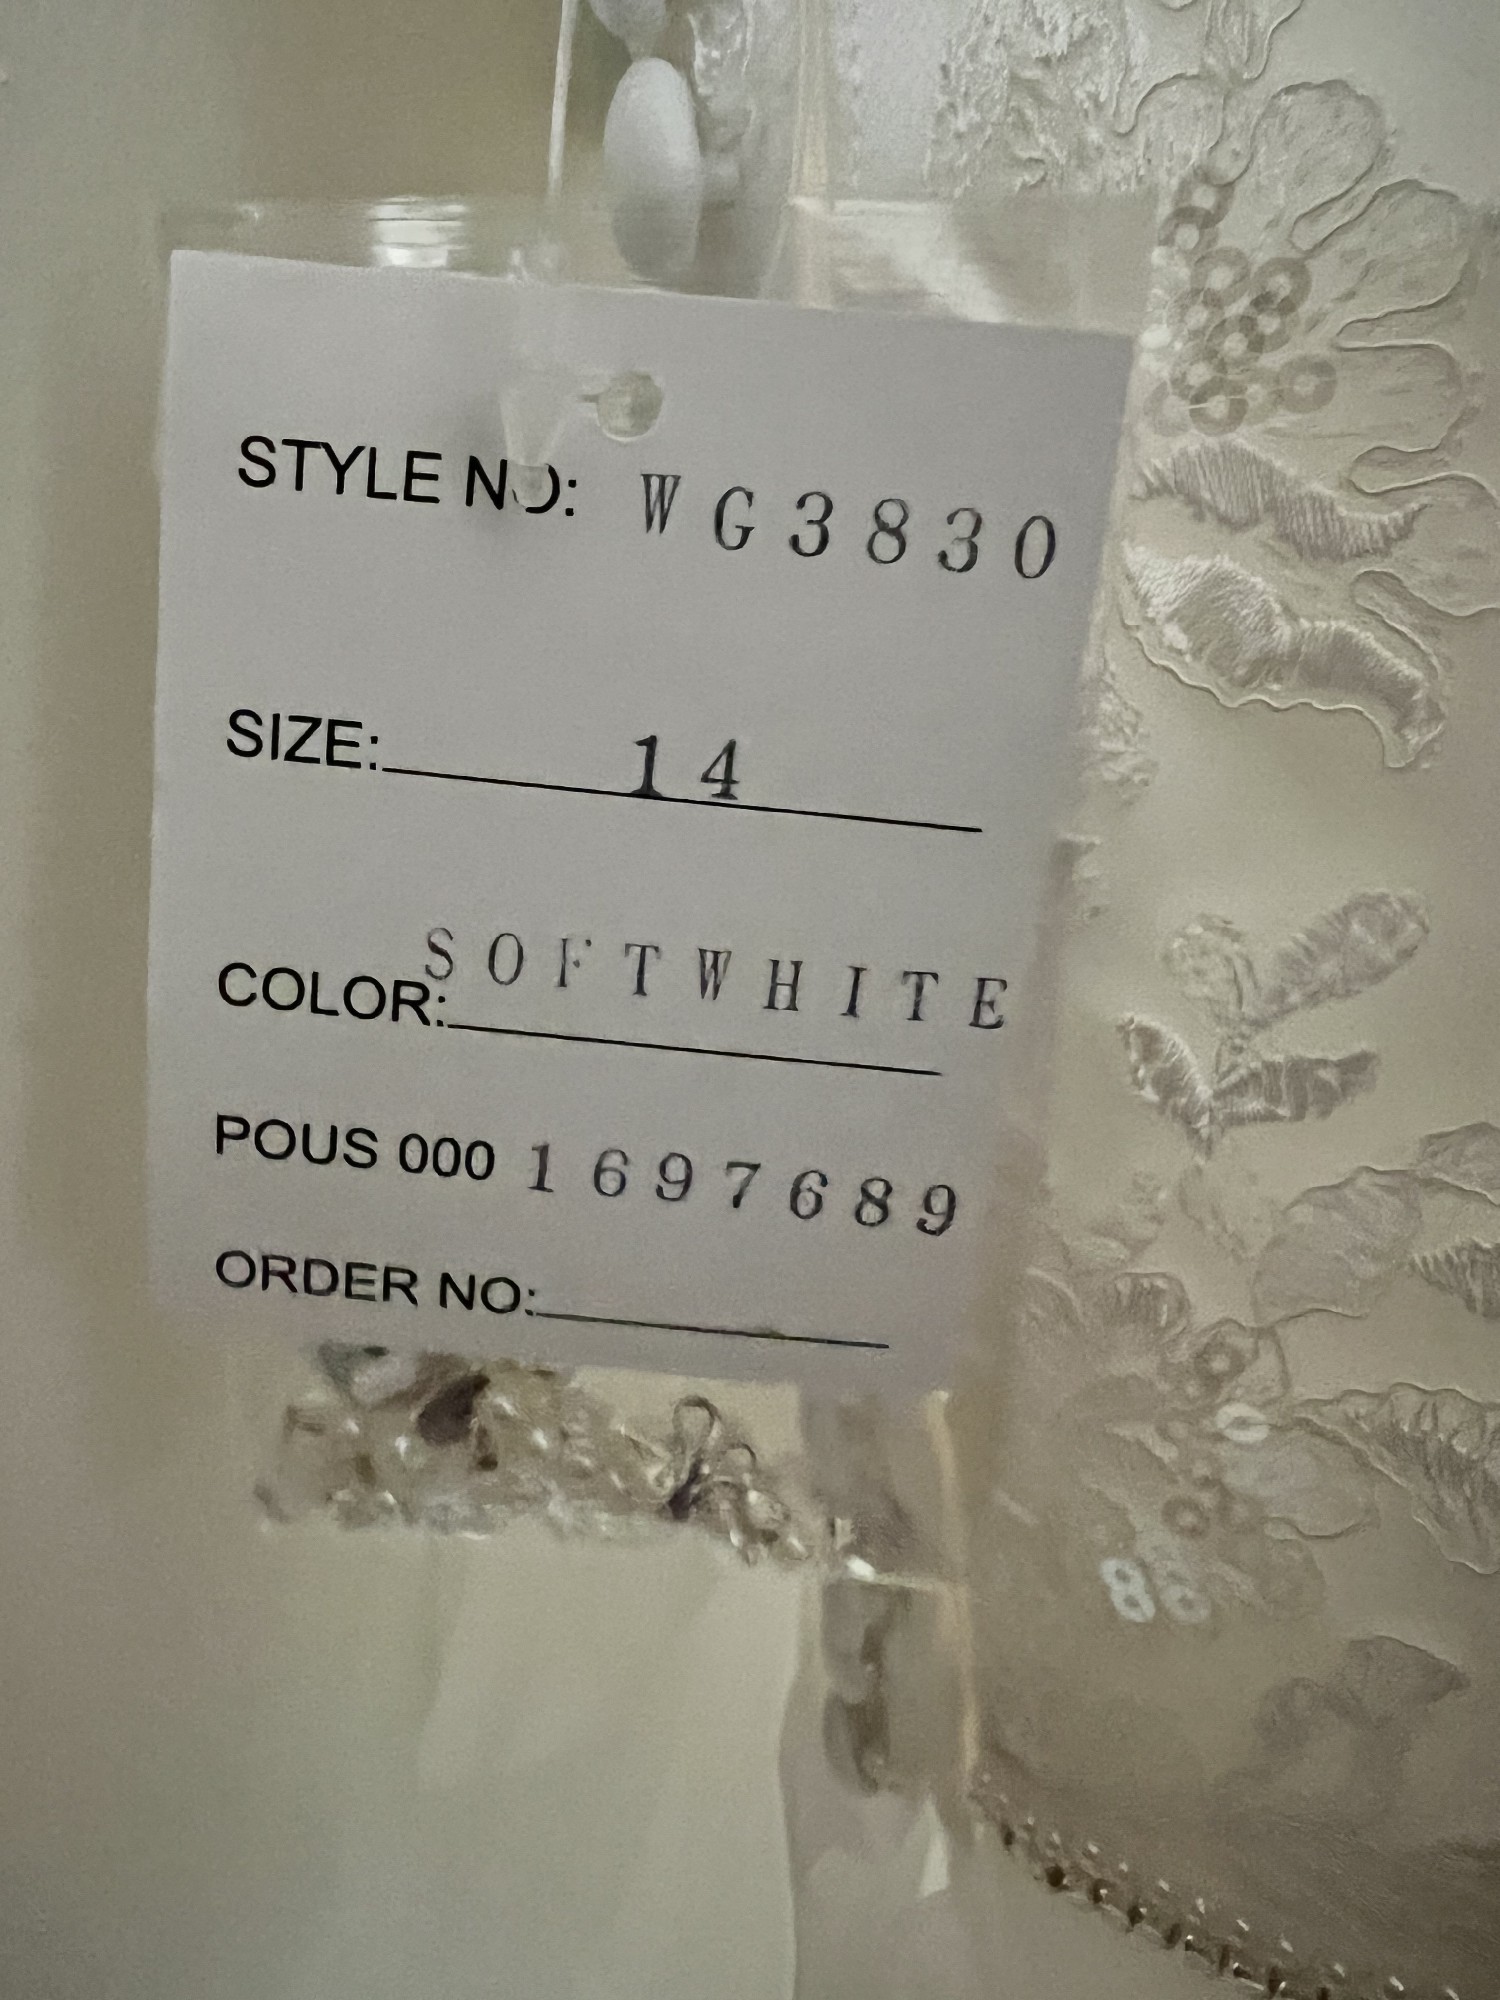 STYLE NO: WG3830
SIZE: 14
COLOR: SOFTWHITE
POUS 000 1697689
ORDER NO: